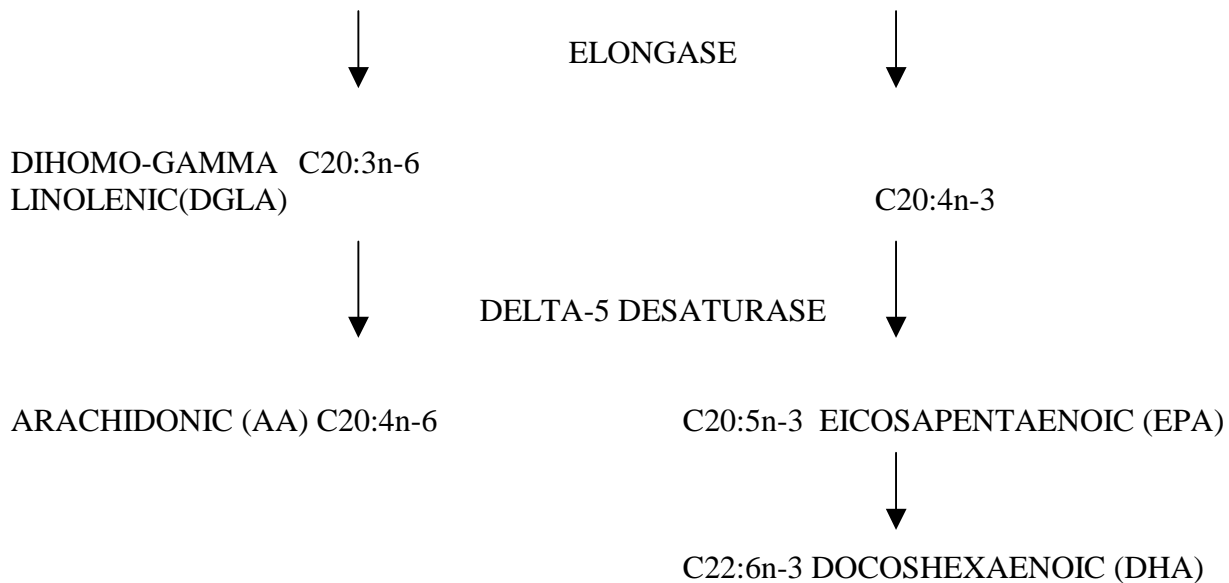 ELONGASE
DIHOMO-GAMMA C20:3n-6
LINOLENIC(DGLA) C20:4n-3
DELTA-5 DESATURASE
ARACHIDONIC (AA) C20:4n-6 C20:5n-3 EICOSAPENTAENOIC (EPA)
C22:6n-3 DOCOSHEXAENOIC (DHA)